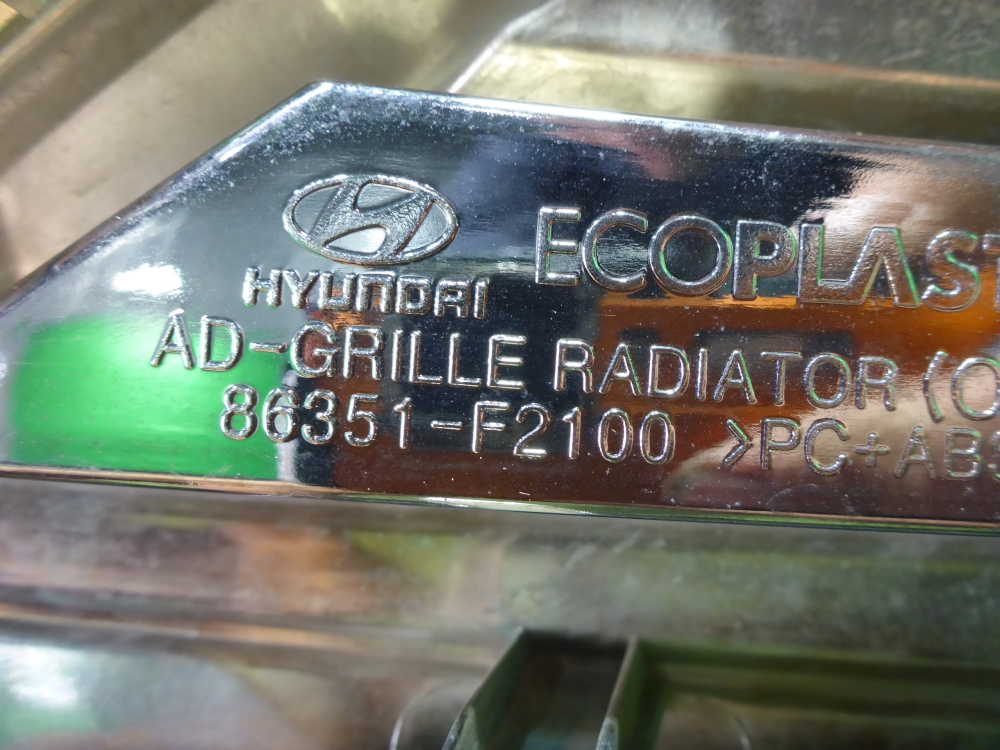 HYUNDAI ECOPLAST
AD-GRILLE RADIATOR (O
86351-F2100 >PC+ABS